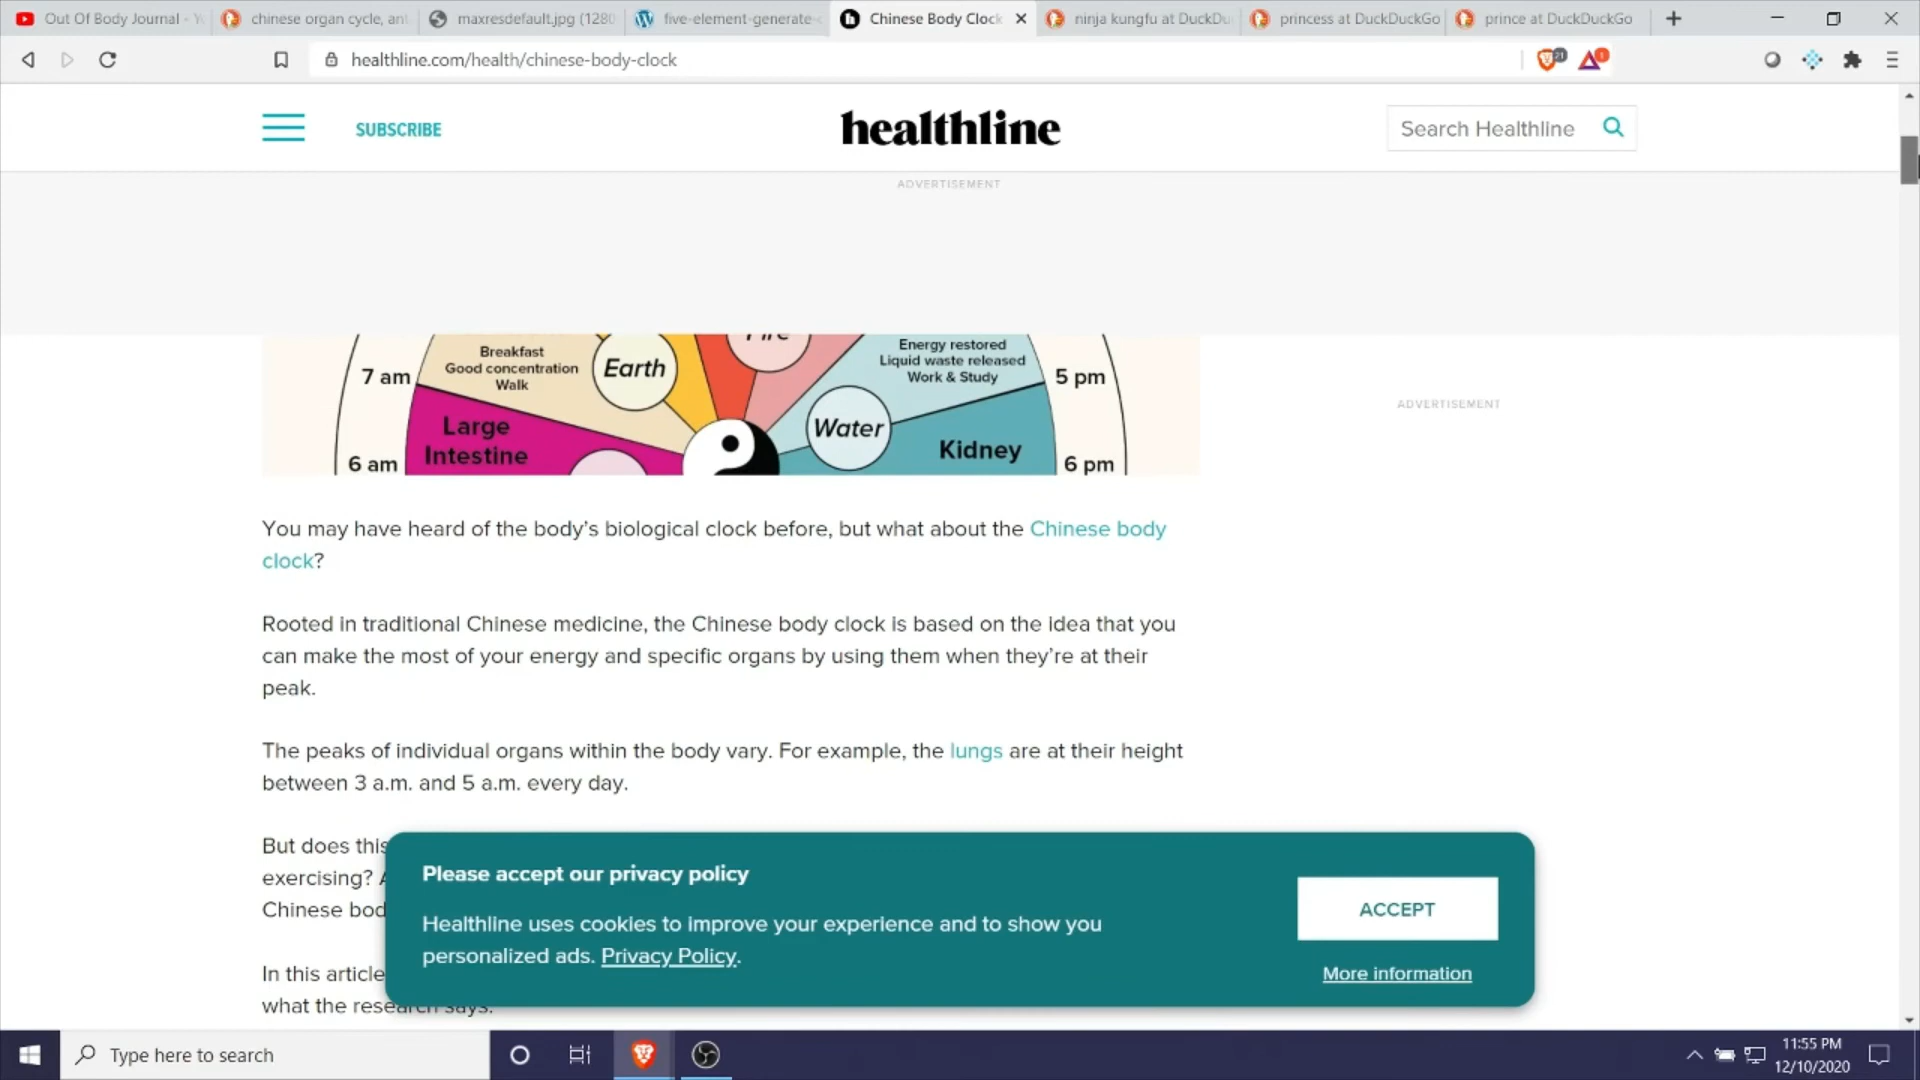 Out Of Body Journal - Y
chinese organ cycle, ant
maxresdefault.jpg (1280
five-element-generate-c
Chinese Body Clock
ninja kungfu at DuckDu
princess at DuckDuckGo
prince at DuckDuckGo
healthline.com/health/chinese-body-clock
21
1
SUBSCRIBE
healthline
Search Healthline
ADVERTISEMENT
Breakfast
Good concentration
Walk
Earth
Fire
Energy restored
Liquid waste released
Work & Study
7 am
5 pm
Water
Large
Intestine
Kidney
6 am
6 pm
ADVERTISEMENT
You may have heard of the body’s biological clock before, but what about the Chinese body
clock?
Rooted in traditional Chinese medicine, the Chinese body clock is based on the idea that you
can make the most of your energy and specific organs by using them when they’re at their
peak.
The peaks of individual organs within the body vary. For example, the lungs are at their height
between 3 a.m. and 5 a.m. every day.
But does this
exercising? A
Chinese bod
In this article
what the research says.
Please accept our privacy policy
Healthline uses cookies to improve your experience and to show you
personalized ads. Privacy Policy.
ACCEPT
More information
Type here to search
11:55 PM
12/10/2020